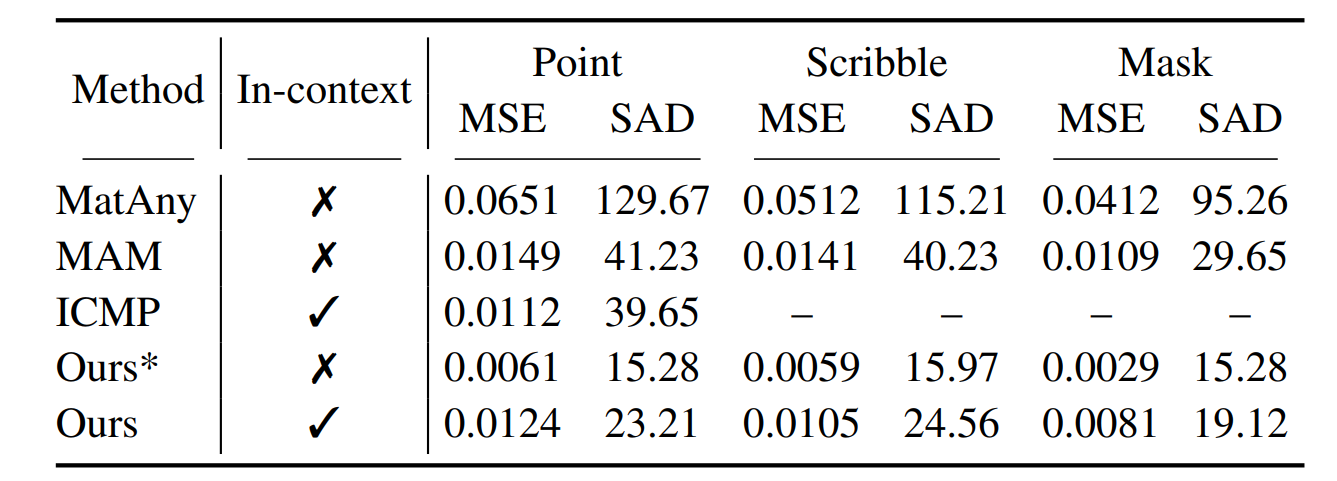 Method In-context Point Scribble Mask
MSE SAD MSE SAD MSE SAD
MatAny ✗ 0.0651 129.67 0.0512 115.21 0.0412 95.26
MAM ✗ 0.0149 41.23 0.0141 40.23 0.0109 29.65
ICMP ✓ 0.0112 39.65 – – – –
Ours* ✗ 0.0061 15.28 0.0059 15.97 0.0029 15.28
Ours ✓ 0.0124 23.21 0.0105 24.56 0.0081 19.12